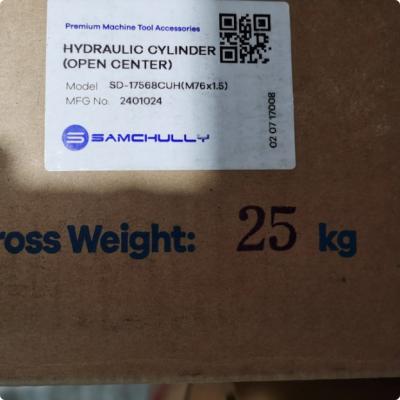 Premium Machine Tool Accessories
HYDRAULIC CYLINDER
(OPEN CENTER)
Model SD-17568CUH(M76x1.5)
MFG No. 2401024
SAMCHULLY
02 07 17008
ross Weight: 25 kg